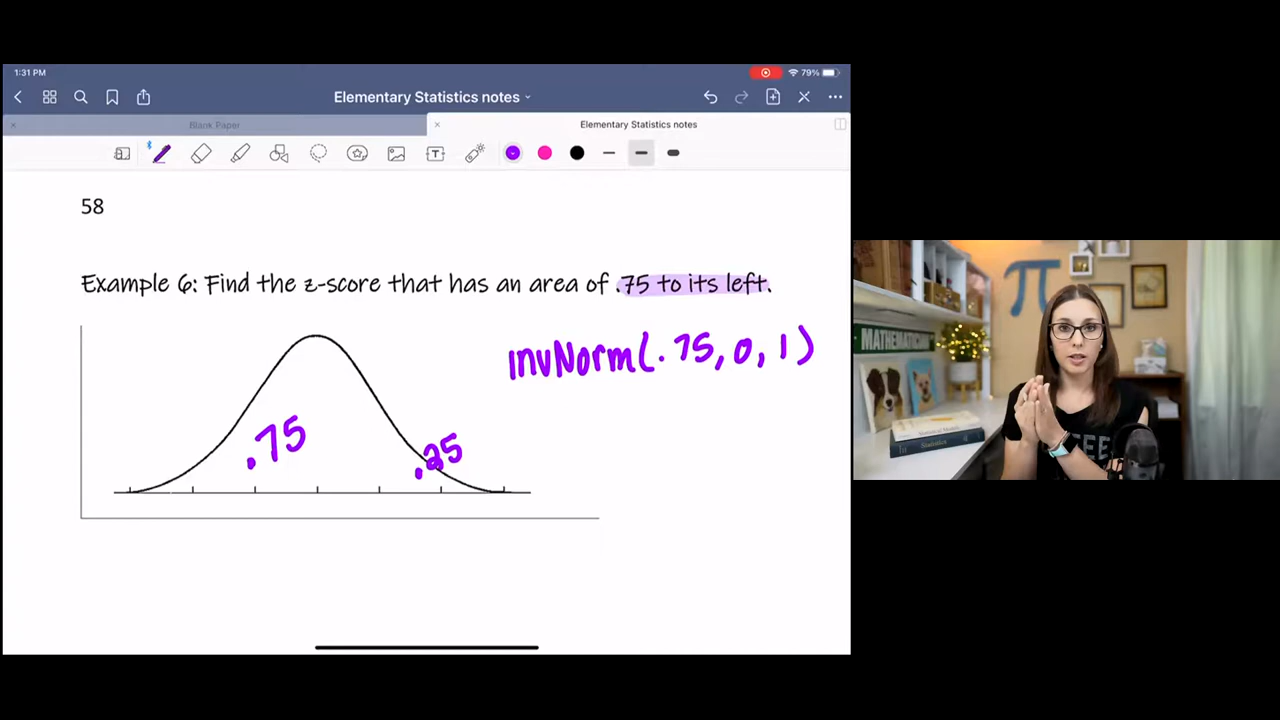 1:31 PM
79%
Elementary Statistics notes
Blank Paper
Elementary Statistics notes
T
58
Example 6: Find the z-score that has an area of .75 to its left.
invNorm(.75, 0, 1)
.75
.25
MATHEMATICIAN
Statistics